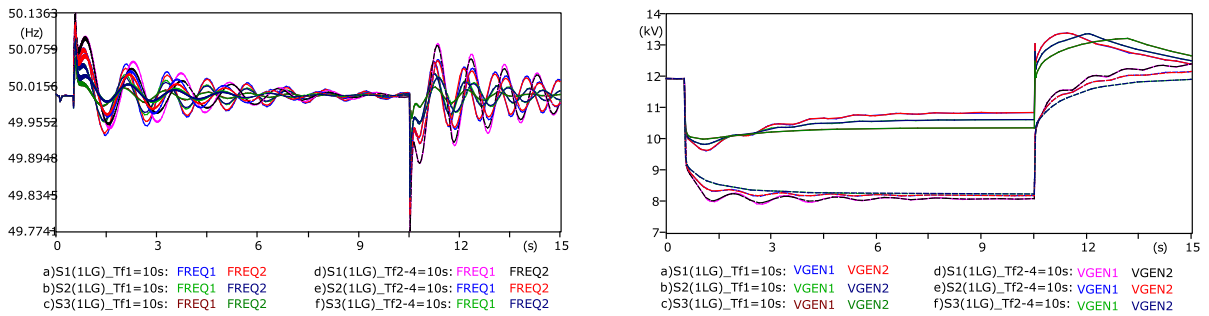 50.1363
(Hz)
50.0759
50.0156
49.9552
49.8948
49.8345
49.7741
0 3 6 9 12 (s) 15
a)S1(1LG)_Tf1=10s: FREQ1 FREQ2 d)S1(1LG)_Tf2-4=10s: FREQ1 FREQ2
b)S2(1LG)_Tf1=10s: FREQ1 FREQ2 e)S2(1LG)_Tf2-4=10s: FREQ1 FREQ2
c)S3(1LG)_Tf1=10s: FREQ1 FREQ2 f)S3(1LG)_Tf2-4=10s: FREQ1 FREQ2
14
(kV)
13
12
11
10
9
8
7
0 3 6 9 12 (s) 15
a)S1(1LG)_Tf1=10s: VGEN1 VGEN2 d)S1(1LG)_Tf2-4=10s: VGEN1 VGEN2
b)S2(1LG)_Tf1=10s: VGEN1 VGEN2 e)S2(1LG)_Tf2-4=10s: VGEN1 VGEN2
c)S3(1LG)_Tf1=10s: VGEN1 VGEN2 f)S3(1LG)_Tf2-4=10s: VGEN1 VGEN2